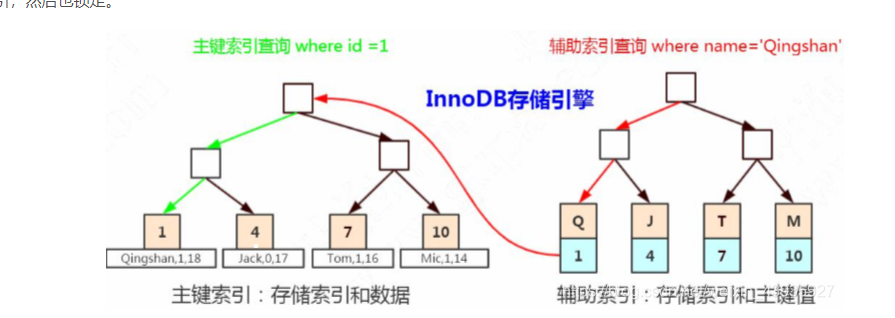 然后也锁定。
主键索引查询 where id =1
辅助索引查询 where name='Qingshan'
InnoDB存储引擎
1
4
7
10
Qingshan,1,18
Jack,0,17
Tom,1,16
Mic,1,14
Q
J
T
M
1
4
7
10
主键索引：存储索引和数据
辅助索引：存储索引和主键值